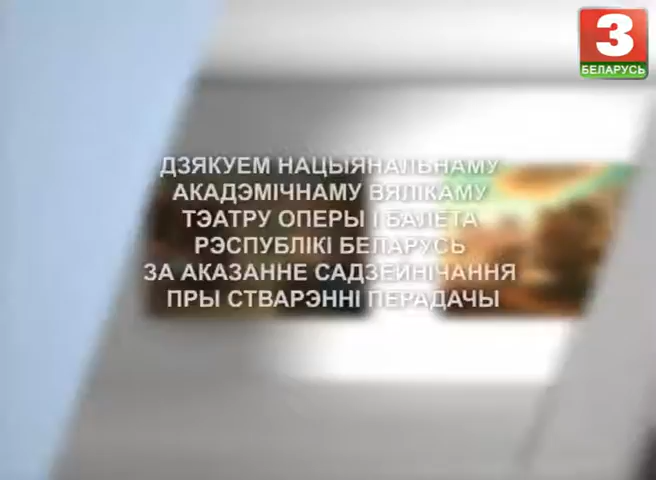 3
БЕЛАРУСЬ
ДЗЯКУЕМ НАЦЫЯНАЛЬНАМУ
АКАДЭМІЧНАМУ ВЯЛІКАМУ
ТЭАТРУ ОПЕРЫ І БАЛЕТА
РЭСПУБЛІКІ БЕЛАРУСЬ
ЗА АКАЗАННЕ САДЗЕЙНІЧАННЯ
ПРЫ СТВАРЭННІ ПЕРАДАЧЫ